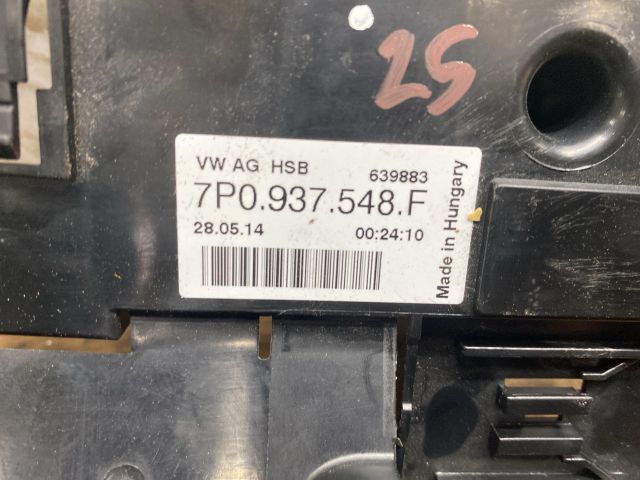 25
VW AG HSB 639883
7P0.937.548.F
28.05.14 00:24:10
Made in Hungary